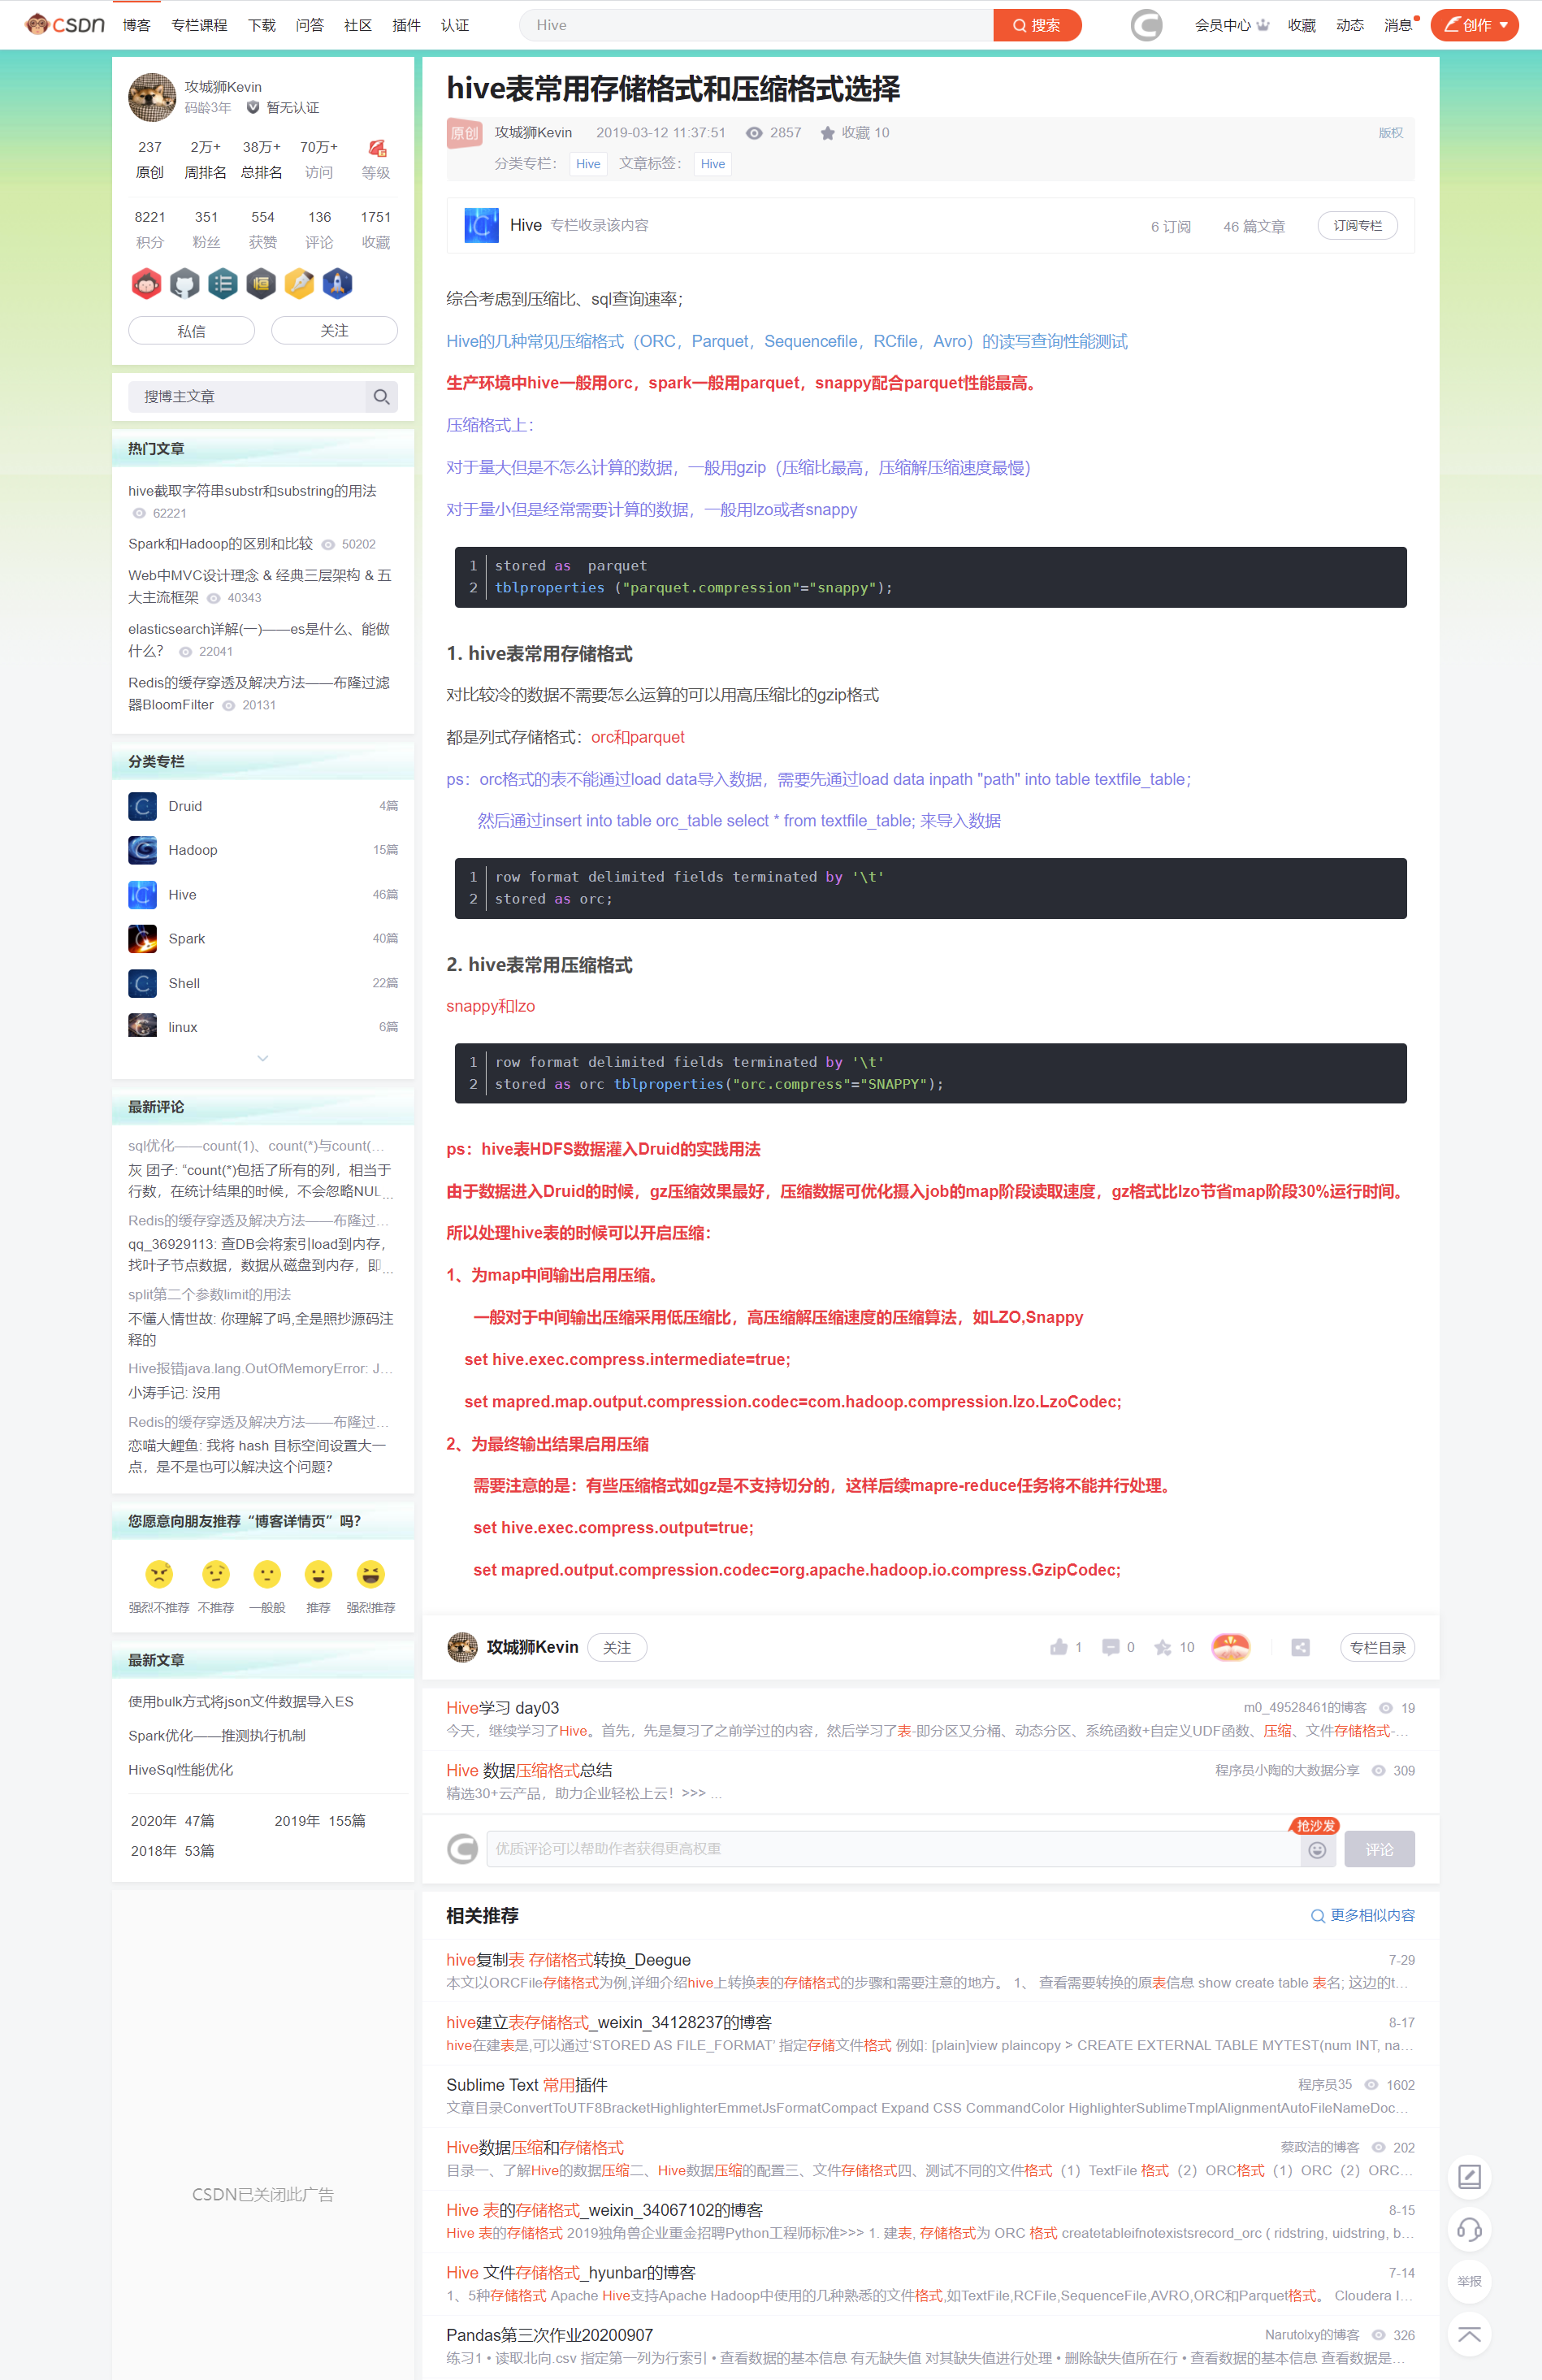 CSDN 博客 专栏课程 下载 问答 社区 插件 认证 Hive 搜索 会员中心 收藏 动态 消息 创作
攻城狮Kevin
码龄3年 暂无认证
237 2万+ 38万+ 70万+
原创 周排名 总排名 访问 等级
8221 351 554 136 1751
积分 粉丝 获赞 评论 收藏
私信 关注
搜博主文章
热门文章
hive截取字符串substr和substring的用法
62221
Spark和Hadoop的区别和比较 50202
Web中MVC设计理念 & 经典三层架构 & 五
大主流框架 40343
elasticsearch详解(一)——es是什么、能做
什么? 22041
Redis的缓存穿透及解决方法——布隆过滤
器BloomFilter 20131
分类专栏
Druid 4篇
Hadoop 15篇
Hive 46篇
Spark 40篇
Shell 22篇
linux 6篇
最新评论
sql优化——count(1)、count(*)与count(...
灰 团子: “count(*)包括了所有的列，相当于
行数，在统计结果的时候，不会忽略NUL...
Redis的缓存穿透及解决方法——布隆过...
qq_36929113: 查DB会将索引load到内存，
找叶子节点数据，数据从磁盘到内存，即...
split第二个参数limit的用法
不懂人情世故: 你理解了吗,全是照抄源码注
释的
Hive报错java.lang.OutOfMemoryError: J...
小涛手记: 没用
Redis的缓存穿透及解决方法——布隆过...
恋喵大鲤鱼: 我将 hash 目标空间设置大一
点，是不是也可以解决这个问题?
您愿意向朋友推荐“博客详情页”吗？
强烈不推荐 不推荐 一般般 推荐 强烈推荐
最新文章
使用bulk方式将json文件数据导入ES
Spark优化——推测执行机制
HiveSql性能优化
2020年 47篇 2019年 155篇
2018年 53篇
CSDN已关闭此广告
hive表常用存储格式和压缩格式选择
原创 攻城狮Kevin 2019-03-12 11:37:51 2857 收藏 10 版权
分类专栏： Hive 文章标签： Hive
Hive 专栏收录该内容 6 订阅 46 篇文章 订阅专栏
综合考虑到压缩比、sql查询速率；
Hive的几种常见压缩格式（ORC，Parquet，Sequencefile，RCfile，Avro）的读写查询性能测试
生产环境中hive一般用orc，spark一般用parquet，snappy配合parquet性能最高。
压缩格式上：
对于量大但是不怎么计算的数据，一般用gzip（压缩比最高，压缩解压缩速度最慢）
对于量小但是经常需要计算的数据，一般用lzo或者snappy
1 stored as  parquet
2 tblproperties ("parquet.compression"="snappy");
1. hive表常用存储格式
对比较冷的数据不需要怎么运算的可以用高压缩比的gzip格式
都是列式存储格式：orc和parquet
ps：orc格式的表不能通过load data导入数据，需要先通过load data inpath "path" into table textfile_table；
然后通过insert into table orc_table select * from textfile_table; 来导入数据
1 row format delimited fields terminated by '\t'
2 stored as orc;
2. hive表常用压缩格式
snappy和lzo
1 row format delimited fields terminated by '\t'
2 stored as orc tblproperties("orc.compress"="SNAPPY");
ps：hive表HDFS数据灌入Druid的实践用法
由于数据进入Druid的时候，gz压缩效果最好，压缩数据可优化摄入job的map阶段读取速度，gz格式比lzo节省map阶段30%运行时间。
所以处理hive表的时候可以开启压缩：
1、为map中间输出启用压缩。
一般对于中间输出压缩采用低压缩比，高压缩解压缩速度的压缩算法，如LZO,Snappy
set hive.exec.compress.intermediate=true;
set mapred.map.output.compression.codec=com.hadoop.compression.lzo.LzoCodec;
2、为最终输出结果启用压缩
需要注意的是：有些压缩格式如gz是不支持切分的，这样后续mapre-reduce任务将不能并行处理。
set hive.exec.compress.output=true;
set mapred.output.compression.codec=org.apache.hadoop.io.compress.GzipCodec;
攻城狮Kevin 关注 1 0 10 专栏目录
Hive学习 day03 m0_49528461的博客 19
今天，继续学习了Hive。首先，先是复习了之前学过的内容，然后学习了表-即分区又分桶、动态分区、系统函数+自定义UDF函数、压缩、文件存储格式-...
Hive 数据压缩格式总结 程序员小陶的大数据分享 309
精选30+云产品，助力企业轻松上云！>>> ...
抢沙发
优质评论可以帮助作者获得更高权重 评论
相关推荐 更多相似内容
hive复制表 存储格式转换_Deegue 7-29
本文以ORCFile存储格式为例,详细介绍hive上转换表的存储格式的步骤和需要注意的地方。 1、 查看需要转换的原表信息 show create table 表名; 这边的t...
hive建立表存储格式_weixin_34128237的博客 8-17
hive在建表是,可以通过‘STORED AS FILE_FORMAT’ 指定存储文件格式 例如: [plain]view plaincopy > CREATE EXTERNAL TABLE MYTEST(num INT, na...
Sublime Text 常用插件 程序员35 1602
文章目录ConvertToUTF8BracketHighlighterEmmetJsFormatCompact Expand CSS CommandColor HighlighterSublimeTmplAlignmentAutoFileNameDoc...
Hive数据压缩和存储格式 蔡政洁的博客 202
目录一、了解Hive的数据压缩二、Hive数据压缩的配置三、文件存储格式四、测试不同的文件格式（1）TextFile 格式（2）ORC格式（1）ORC（2）ORC...
Hive 表的存储格式_weixin_34067102的博客 8-15
Hive 表的存储格式 2019独角兽企业重金招聘Python工程师标准>>> 1. 建表, 存储格式为 ORC 格式 createtableifnotexistsrecord_orc ( ridstring, uidstring, b...
Hive 文件存储格式_hyunbar的博客 7-14
1、5种存储格式 Apache Hive支持Apache Hadoop中使用的几种熟悉的文件格式,如TextFile,RCFile,SequenceFile,AVRO,ORC和Parquet格式。 Cloudera I...
Pandas第三次作业20200907 Narutolxy的博客 326
练习1 • 读取北向.csv 指定第一列为行索引 • 查看数据的基本信息 有无缺失值 对其缺失值进行处理 • 删除缺失值所在行 • 查看数据的基本信息 查看数据是...
举报